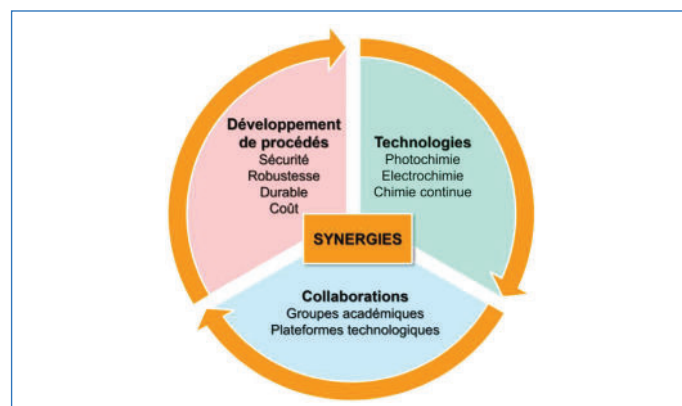 Développement
de procédés
Sécurité
Robustesse
Durable
Coût
Technologies
Photochimie
Electrochimie
Chimie continue
SYNERGIES
Collaborations
Groupes académiques
Plateformes technologiques